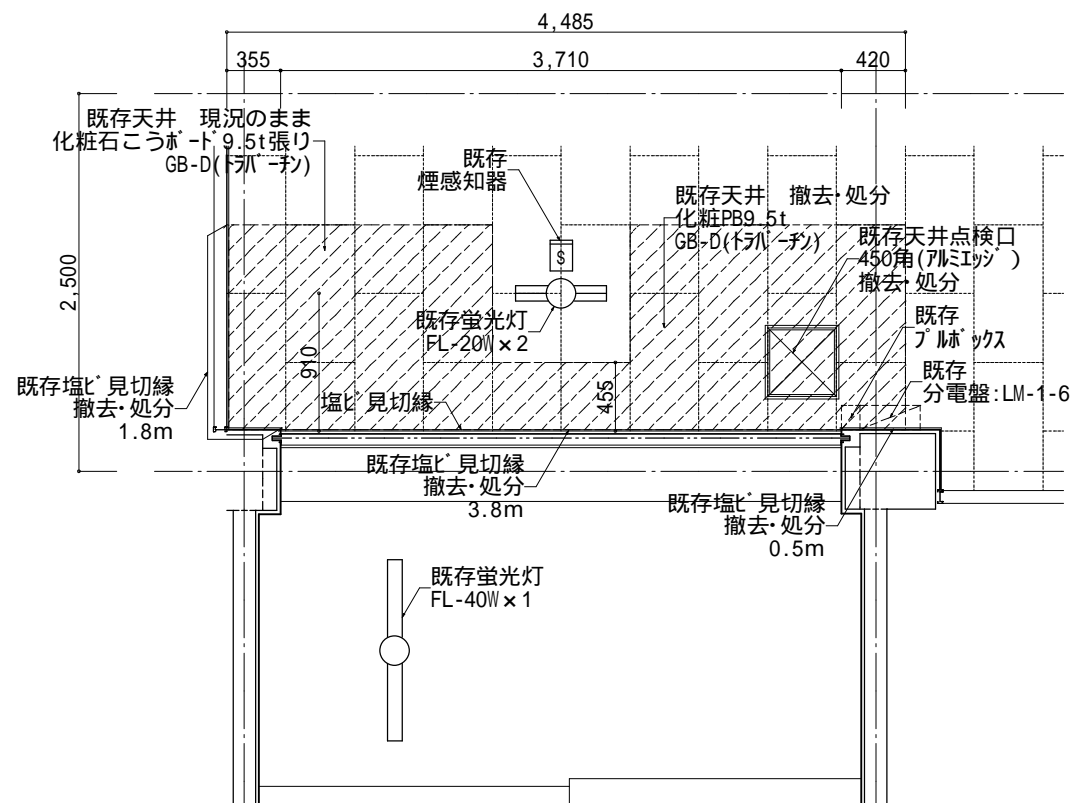 4,485
355
3,710
420
既存天井 現況のまま
化粧石こうボード9.5t張り
GB-D(トラバーチン)
既存
煙感知器
既存天井 撤去・処分
化粧PB9.5t
GB-D(トラバーチン)
既存天井点検口
450角(アルミエッジ)
撤去・処分
2,500
S
既存蛍光灯
FL-20W×2
既存
プルボックス
910
455
既存
分電盤:LM-1-6
既存塩ビ見切縁
撤去・処分
1.8m
塩ビ見切縁
既存塩ビ見切縁
撤去・処分
3.8m
既存塩ビ見切縁
撤去・処分
0.5m
既存蛍光灯
FL-40W×1